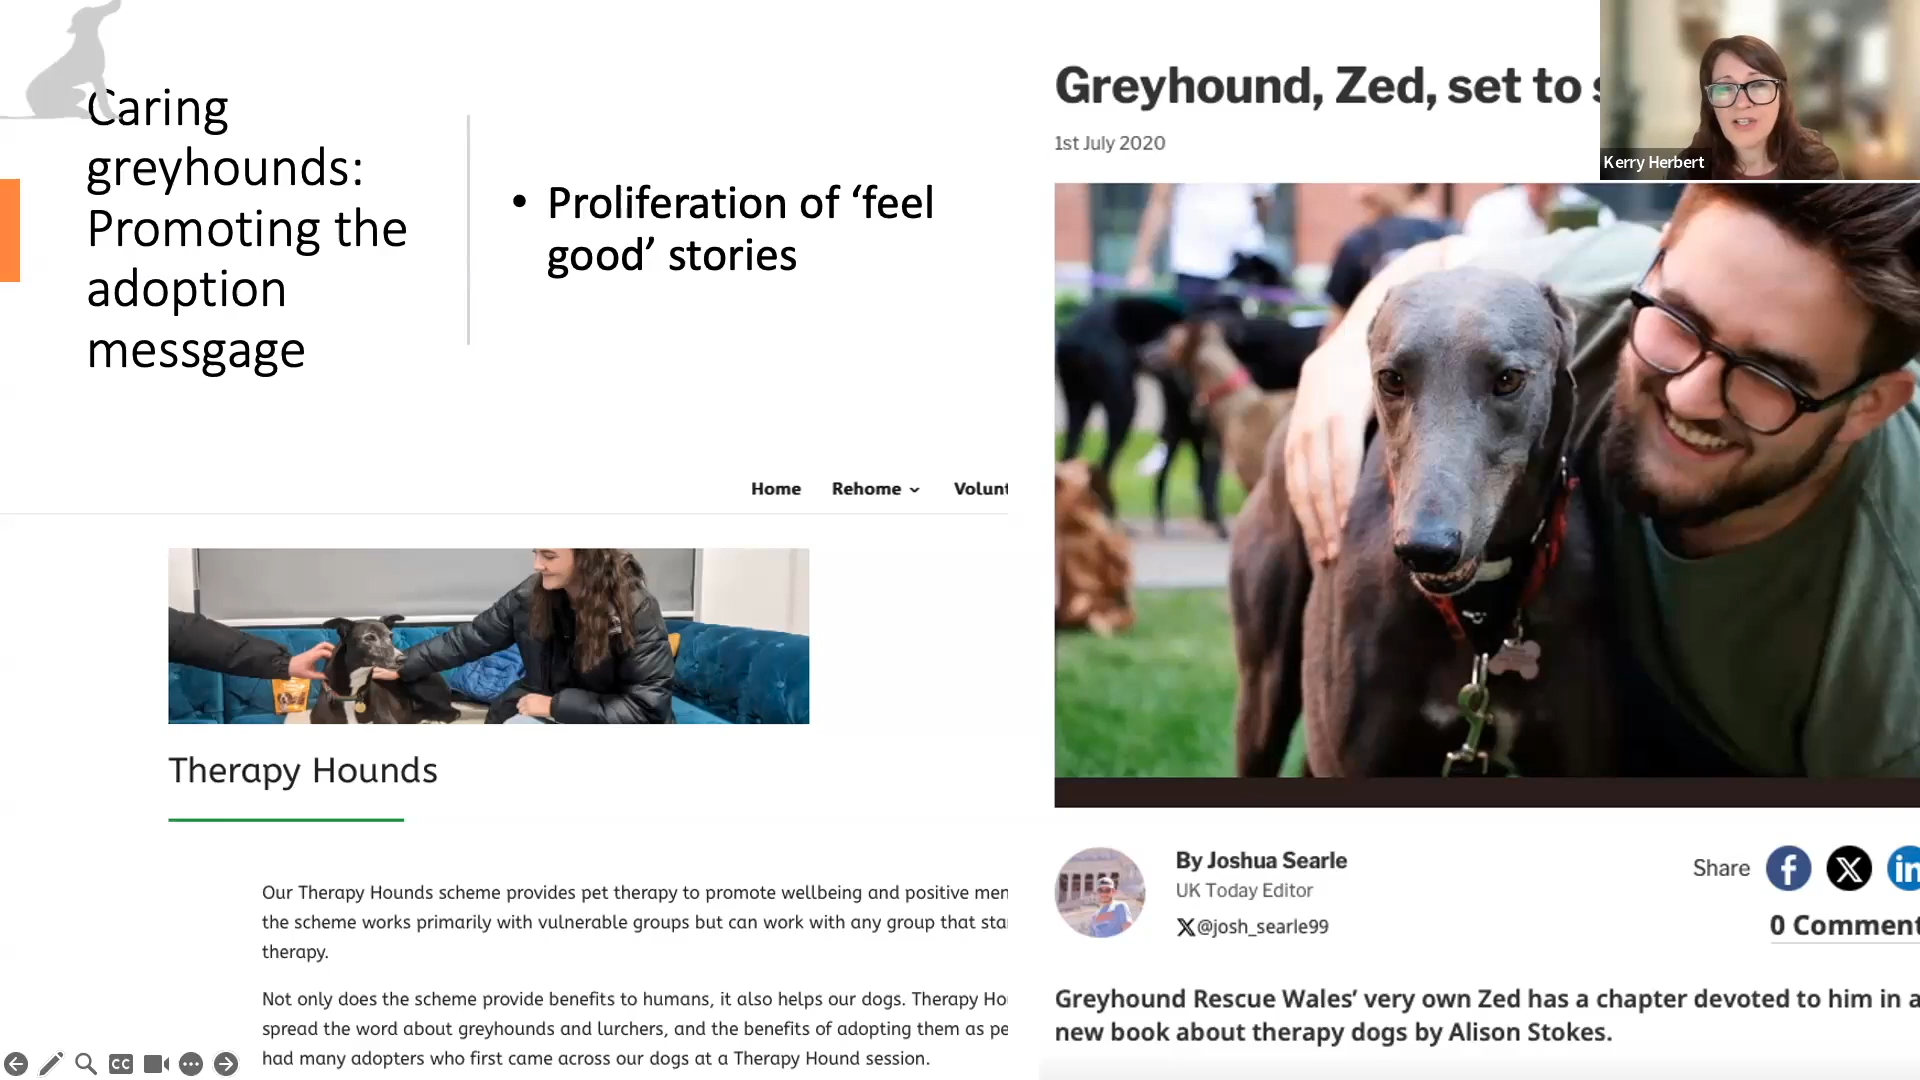 Caring
greyhounds:
Promoting the
adoption
messgage
• Proliferation of ‘feel
good’ stories
Home Rehome Volunt
Therapy Hounds
Our Therapy Hounds scheme provides pet therapy to promote wellbeing and positive men
the scheme works primarily with vulnerable groups but can work with any group that sta
therapy.
Not only does the scheme provide benefits to humans, it also helps our dogs. Therapy Ho
spread the word about greyhounds and lurchers, and the benefits of adopting them as pe
had many adopters who first came across our dogs at a Therapy Hound session.
Greyhound, Zed, set to s
1st July 2020
Kerry Herbert
By Joshua Searle
UK Today Editor
X@josh_searle99
Share f X in
0 Comment
Greyhound Rescue Wales’ very own Zed has a chapter devoted to him in a
new book about therapy dogs by Alison Stokes.
CC